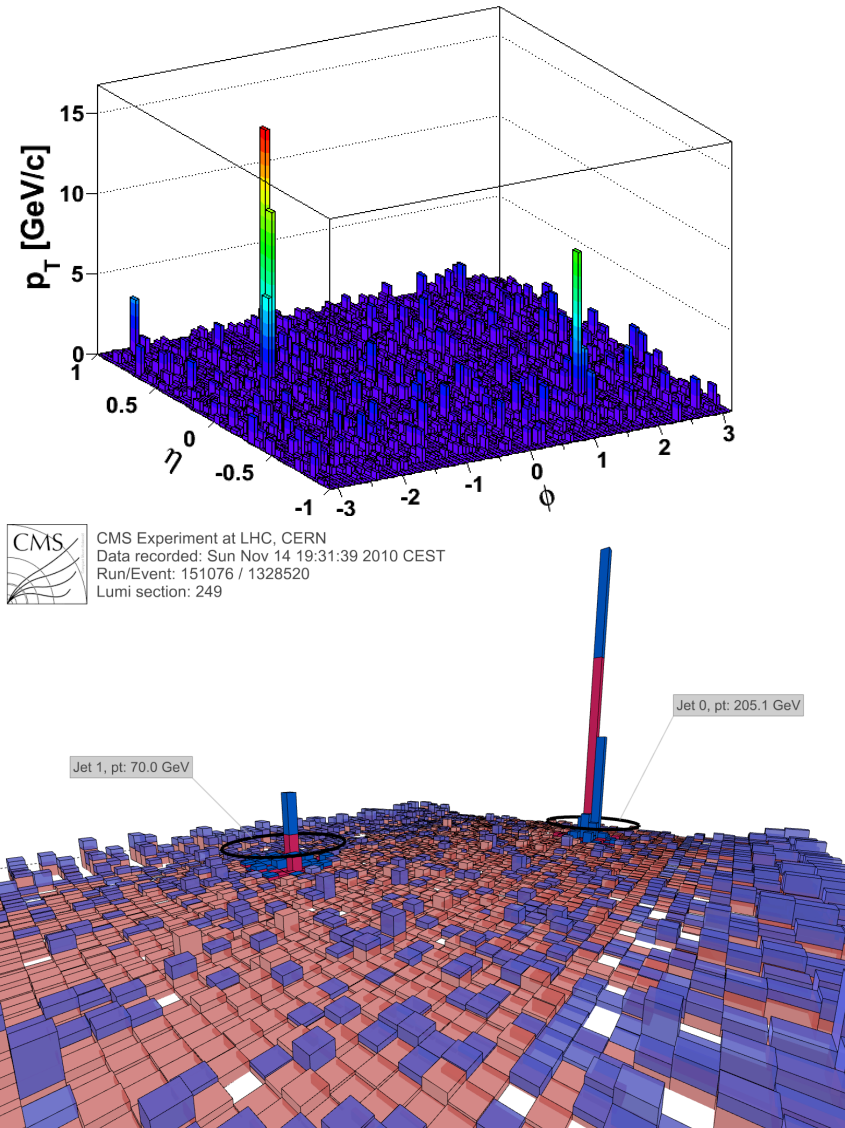 15
10
5
0
p_T [GeV/c]
1
0.5
0
-0.5
-1
η
-3
-2
-1
0
1
2
3
ϕ
CMS
CMS Experiment at LHC, CERN
Data recorded: Sun Nov 14 19:31:39 2010 CEST
Run/Event: 151076 / 1328520
Lumi section: 249
Jet 0, pt: 205.1 GeV
Jet 1, pt: 70.0 GeV